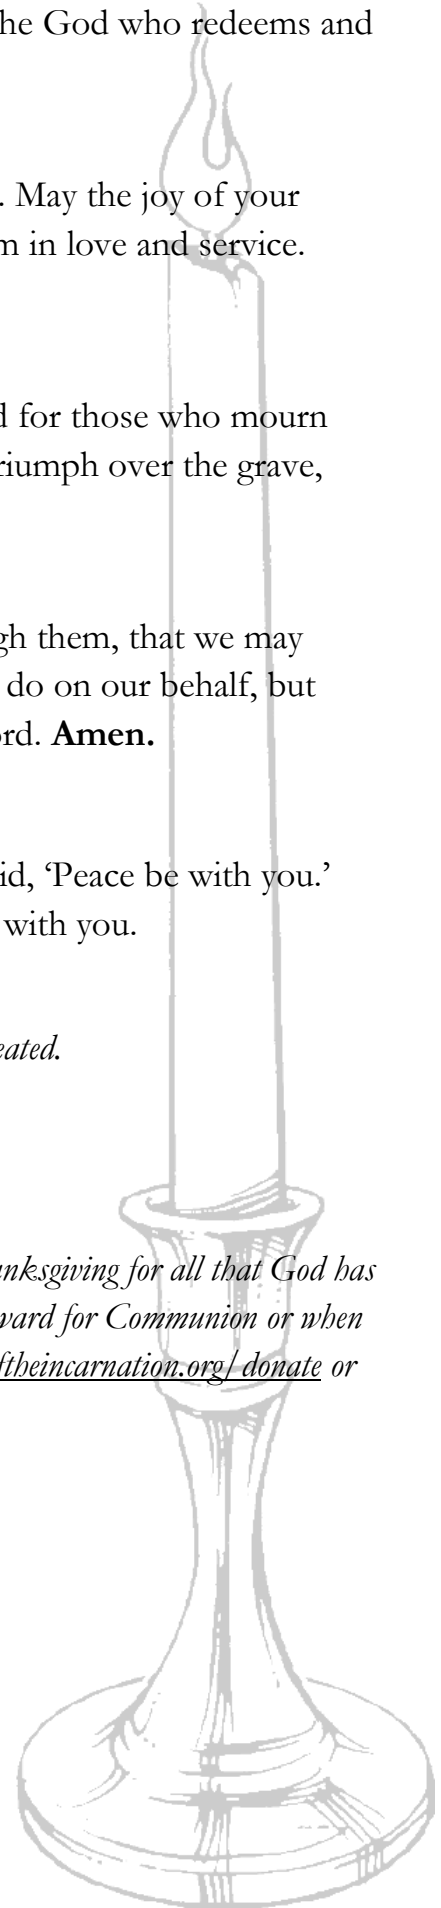 he God who redeems and
. May the joy of your
m in love and service.
d for those who mourn
riumph over the grave,
gh them, that we may
do on our behalf, but
ord. Amen.
id, ‘Peace be with you.’
with you.
eated.
anksgiving for all that God has
ward for Communion or when
ftheincarnation.org/donate or